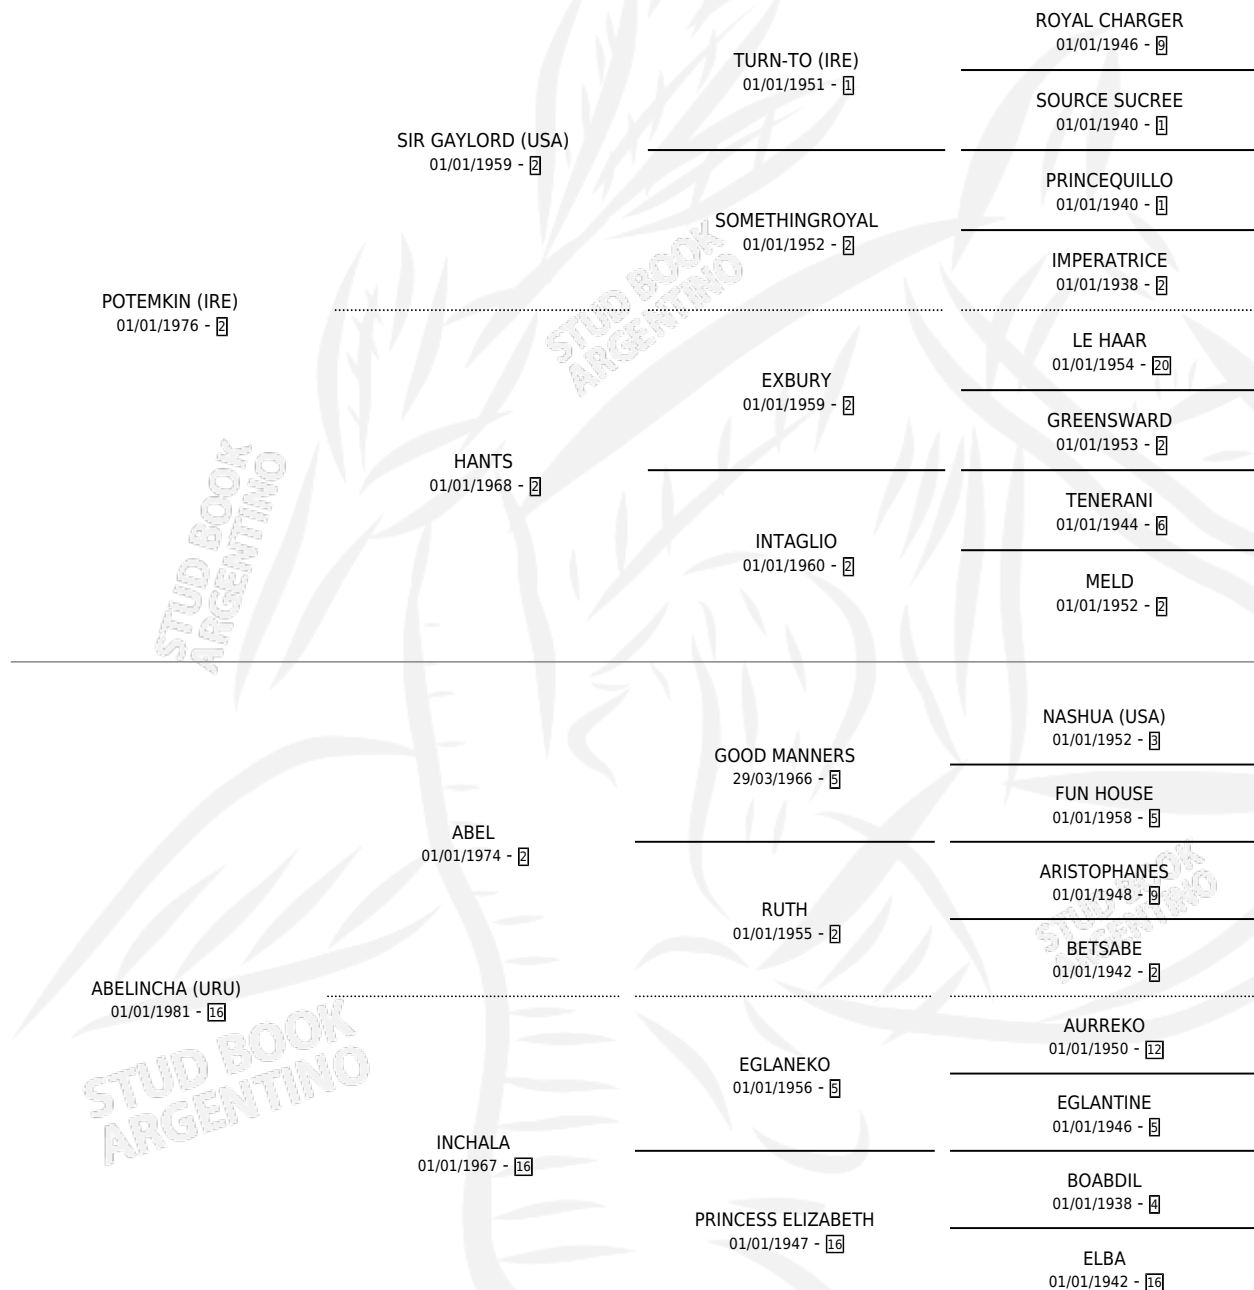 ROYAL CHARGER
01/01/1946 - 9
TURN-TO (IRE)
01/01/1951 - 1
SOURCE SUCREE
01/01/1940 - 1
SIR GAYLORD (USA)
01/01/1959 - 2
PRINCEQUILLO
01/01/1940 - 1
SOMETHINGROYAL
01/01/1952 - 2
IMPERATRICE
01/01/1938 - 2
STUD BOOK
ARGENTINO
POTEMKIN (IRE)
01/01/1976 - 2
LE HAAR
01/01/1954 - 20
EXBURY
01/01/1959 - 2
GREENSWARD
01/01/1953 - 2
HANTS
01/01/1968 - 2
TENERANI
01/01/1944 - 6
INTAGLIO
01/01/1960 - 2
MELD
01/01/1952 - 2
STUD BOOK
ARGENTINO
NASHUA (USA)
01/01/1952 - 3
GOOD MANNERS
29/03/1966 - 5
FUN HOUSE
01/01/1958 - 5
ABEL
01/01/1974 - 2
ARISTOPHANES
01/01/1948 - 9
RUTH
01/01/1955 - 2
BETSABE
01/01/1942 - 2
STUD BOOK
ARGENTINO
ABELINCHA (URU)
01/01/1981 - 16
AURREKO
01/01/1950 - 12
EGLANEKO
01/01/1956 - 5
EGLANTINE
01/01/1946 - 5
INCHALA
01/01/1967 - 16
BOABDIL
01/01/1938 - 4
PRINCESS ELIZABETH
01/01/1947 - 16
ELBA
01/01/1942 - 16
STUD BOOK
ARGENTINO